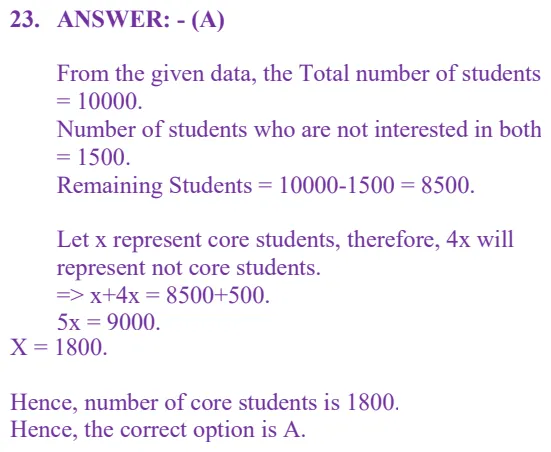 23. ANSWER: - (A)
From the given data, the Total number of students
= 10000.
Number of students who are not interested in both
= 1500.
Remaining Students = 10000-1500 = 8500.
Let x represent core students, therefore, 4x will
represent not core students.
=> x+4x = 8500+500.
5x = 9000.
X = 1800.
Hence, number of core students is 1800.
Hence, the correct option is A.